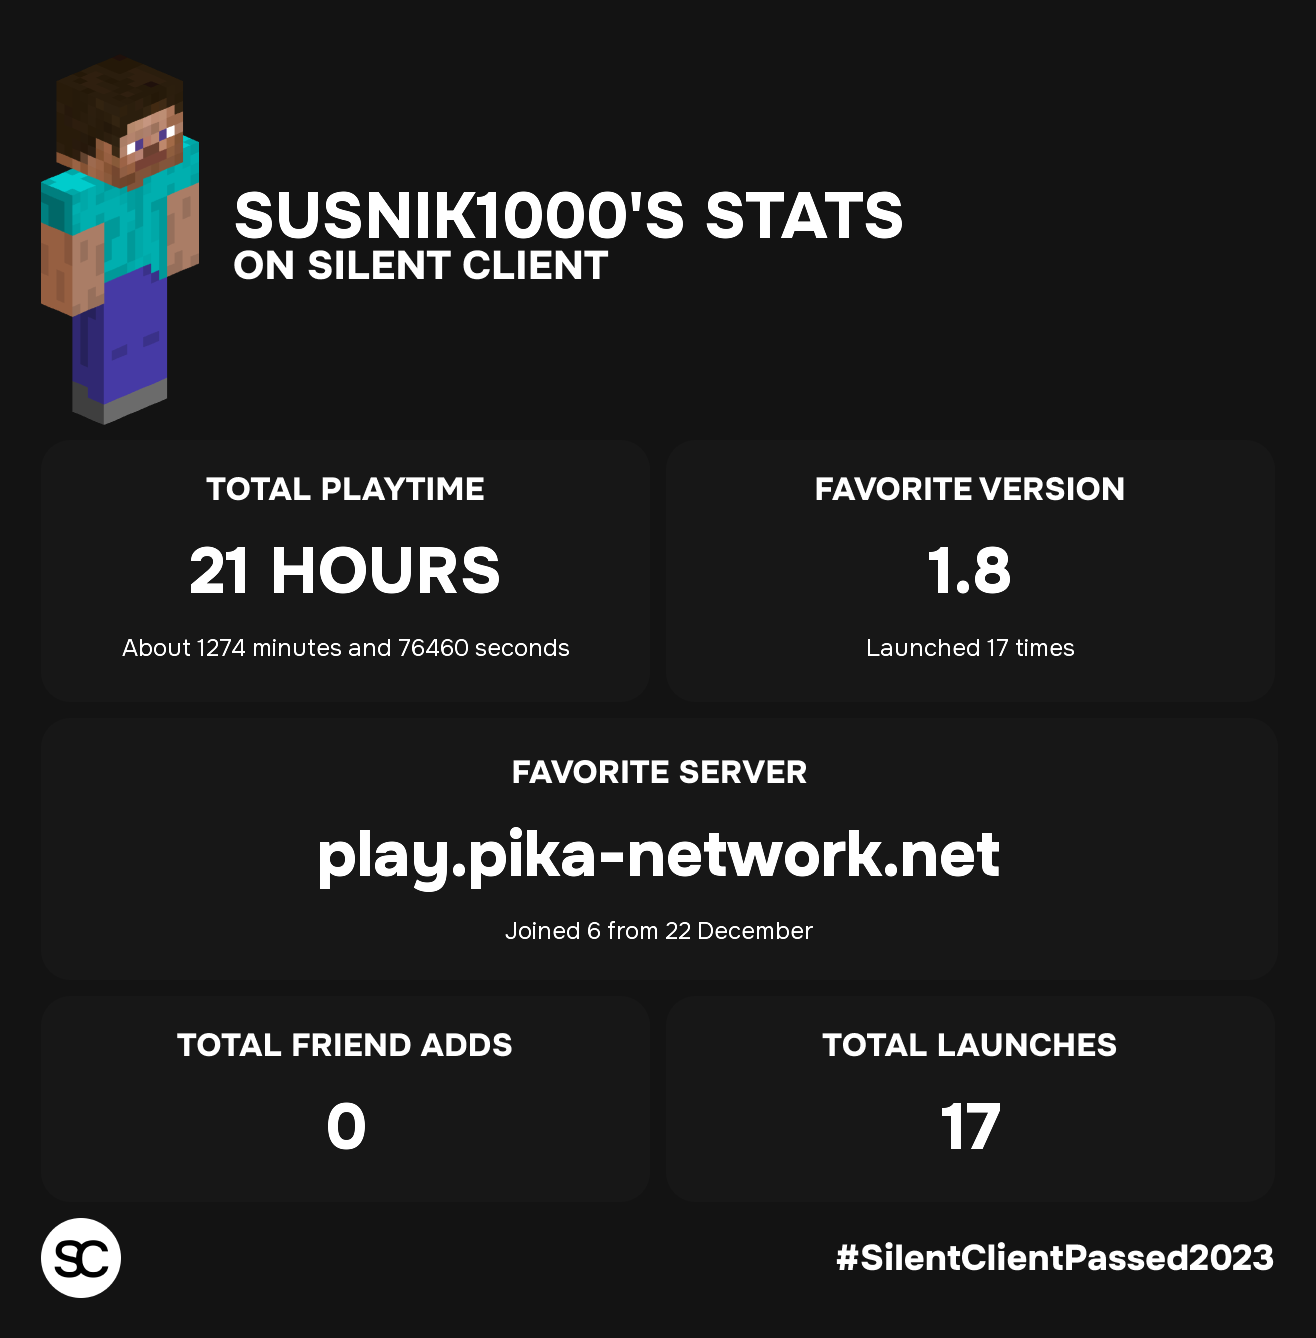 SUSNIK1000'S STATS
ON SILENT CLIENT
TOTAL PLAYTIME
21 HOURS
About 1274 minutes and 76460 seconds
FAVORITE VERSION
1.8
Launched 17 times
FAVORITE SERVER
play.pika-network.net
Joined 6 from 22 December
TOTAL FRIEND ADDS
0
TOTAL LAUNCHES
17
SC
#SilentClientPassed2023